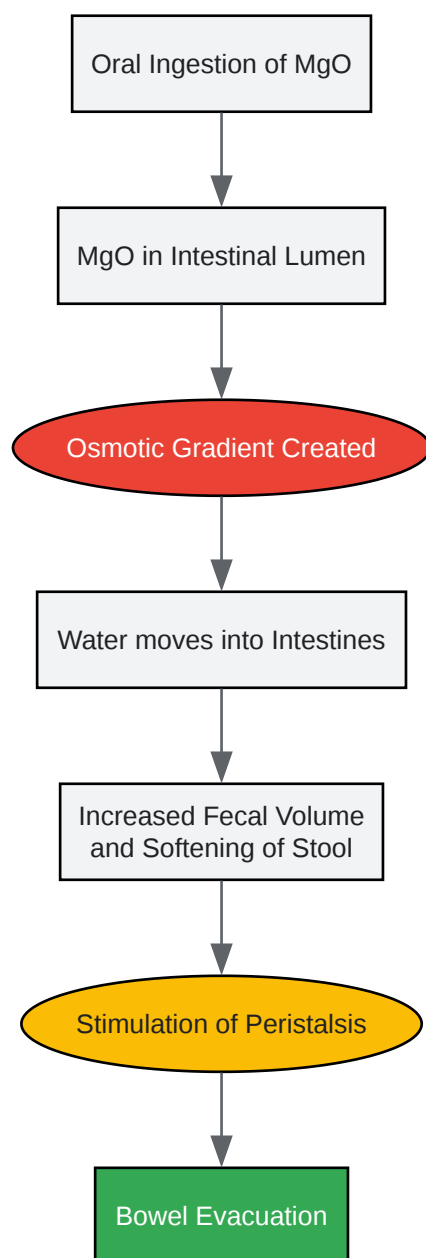 Oral Ingestion of MgO
MgO in Intestinal Lumen
Osmotic Gradient Created
Water moves into Intestines
Increased Fecal Volume
and Softening of Stool
Stimulation of Peristalsis
Bowel Evacuation